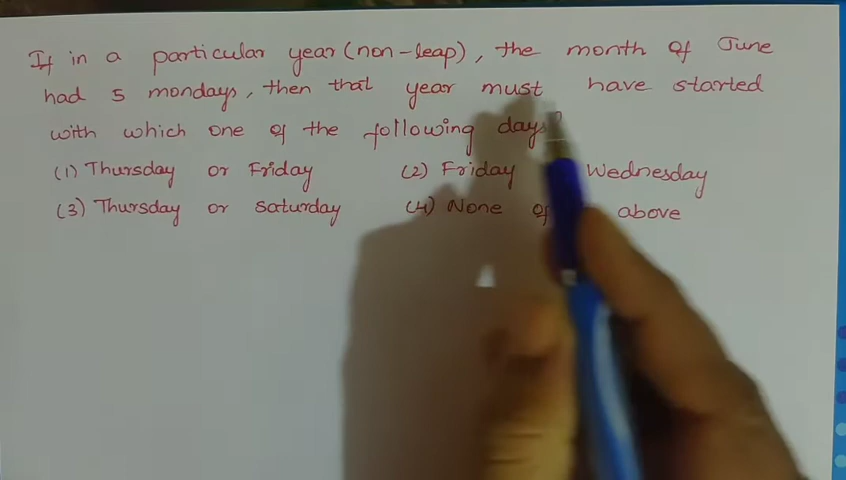 If in a particular year (non-leap), the month of June
had 5 mondays, then that year must have started
with which one of the following days?
(1) Thursday or Friday (2) Friday Wednesday
(3) Thursday or Saturday (4) None of above